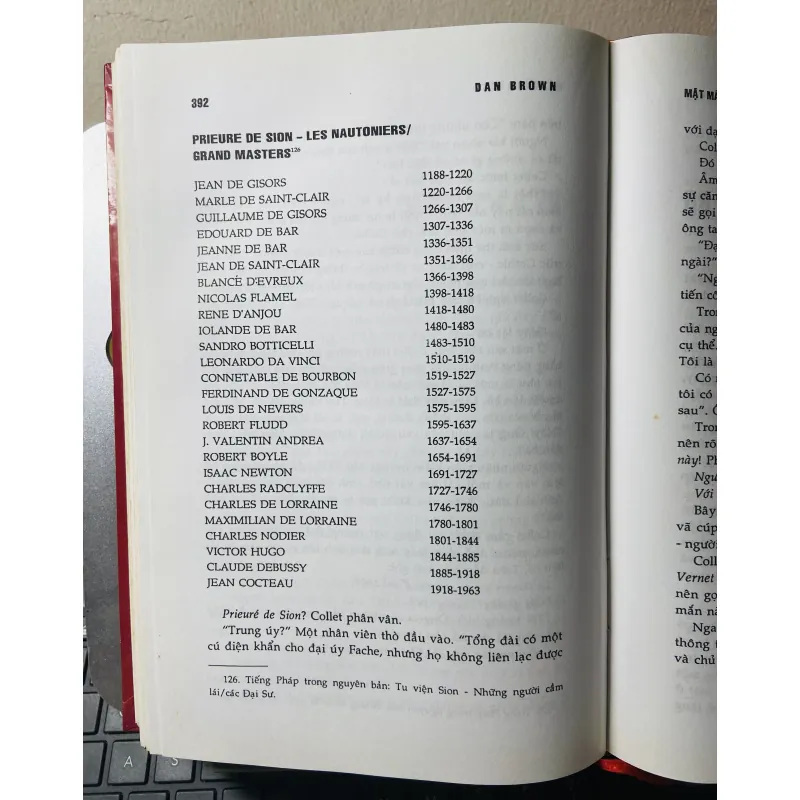 392
DAN BROWN
PRIEURE DE SION – LES NAUTONIERS/
GRAND MASTERS126
JEAN DE GISORS 1188-1220
MARLE DE SAINT-CLAIR 1220-1266
GUILLAUME DE GISORS 1266-1307
EDOUARD DE BAR 1307-1336
JEANNE DE BAR 1336-1351
JEAN DE SAINT-CLAIR 1351-1366
BLANCÉ D'EVREUX 1366-1398
NICOLAS FLAMEL 1398-1418
RENE D'ANJOU 1418-1480
IOLANDE DE BAR 1480-1483
SANDRO BOTTICELLI 1483-1510
LEONARDO DA VINCI 1510-1519
CONNETABLE DE BOURBON 1519-1527
FERDINAND DE GONZAQUE 1527-1575
LOUIS DE NEVERS 1575-1595
ROBERT FLUDD 1595-1637
J. VALENTIN ANDREA 1637-1654
ROBERT BOYLE 1654-1691
ISAAC NEWTON 1691-1727
CHARLES RADCLYFFE 1727-1746
CHARLES DE LORRAINE 1746-1780
MAXIMILIAN DE LORRAINE 1780-1801
CHARLES NODIER 1801-1844
VICTOR HUGO 1844-1885
CLAUDE DEBUSSY 1885-1918
JEAN COCTEAU 1918-1963
Prieuré de Sion? Collet phân vân.
“Trung úy?” Một nhân viên thò đầu vào. “Tổng đài có một
cú điện khẩn cho đại úy Fache, nhưng họ không liên lạc được
126. Tiếng Pháp trong nguyên bản: Tu viện Sion - Những người cầm
lái/các Đại Sư.
MẬT MÃ
với đạ
Col
Đó
Âm
sự căn
sẽ gọi
ông ta
“Đạ
ngài?”
“Ng
tiến cô
Tron
của ng
cụ thể.
Tôi là
Có n
tôi có
sau”. Ô
Tron
nên rõ
này! Ph
Ngu
Với
Bây
vã cúp
- ngườ
Coll
Vernet
nên gọ
mấn nà
Nga
thông t
và chủ
A S